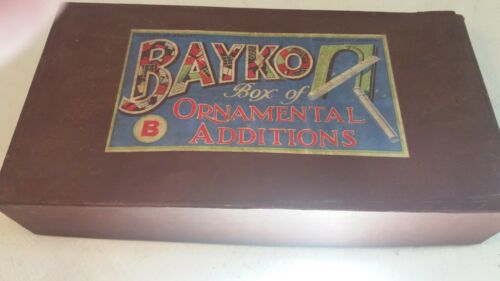 BAYKO
Box of
ORNAMENTAL
B
ADDITIONS